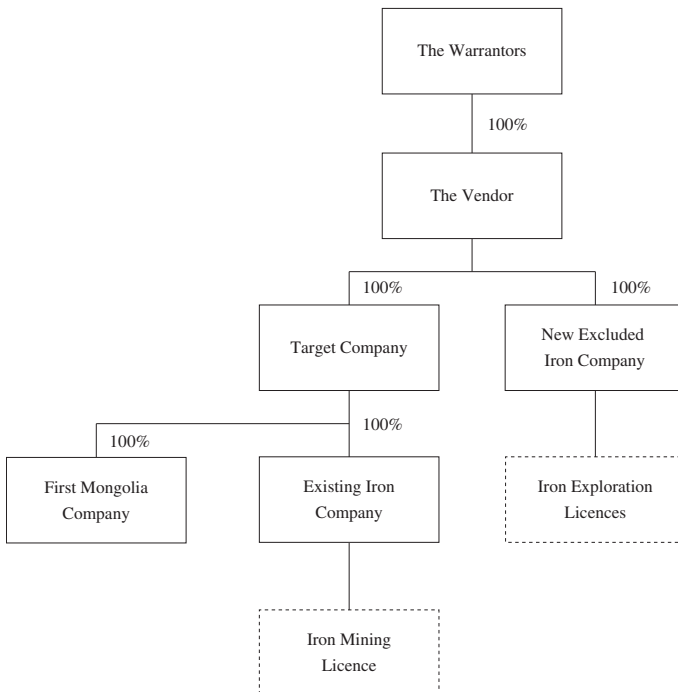 The Warrantors
100%
The Vendor
100%
100%
Target Company
New Excluded
Iron Company
100%
100%
First Mongolia
Company
Existing Iron
Company
Iron Exploration
Licences
Iron Mining
Licence